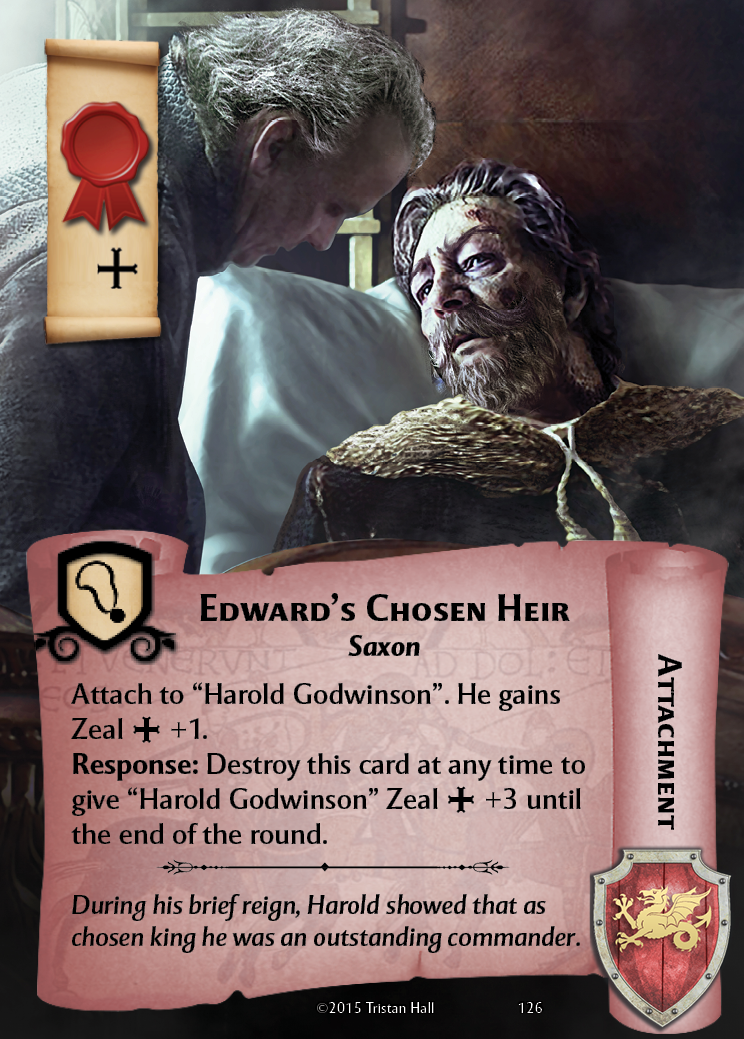 Edward's Chosen Heir
Saxon
Attach to “Harold Godwinson”. He gains
Zeal ✠ +1.
Response: Destroy this card at any time to
give “Harold Godwinson” Zeal ✠ +3 until
the end of the round.
During his brief reign, Harold showed that as
chosen king he was an outstanding commander.
Attachment
©2015 Tristan Hall 126